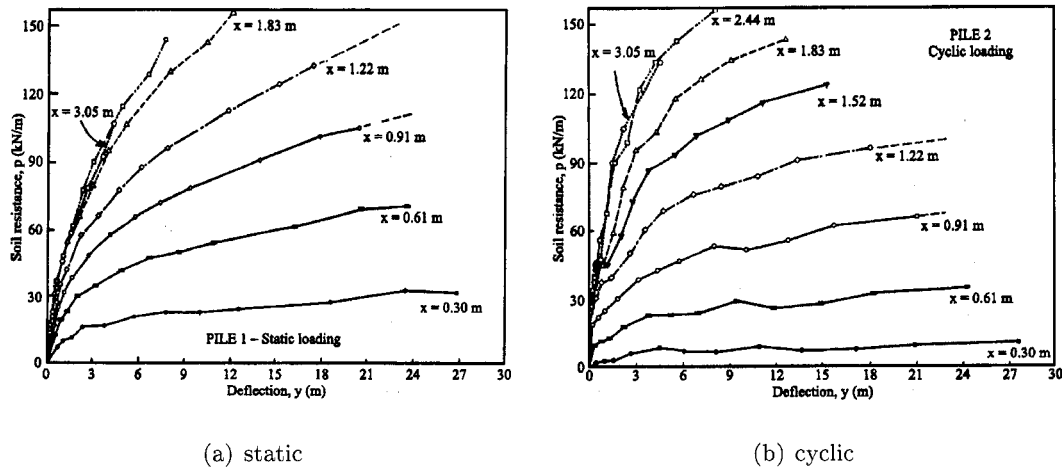 150
120
90
60
30
0
Soil resistance, p (kN/m)
x = 1.83 m
x = 1.22 m
x = 3.05 m
x = 0.91 m
x = 0.61 m
x = 0.30 m
PILE 1 – Static loading
0 3 6 9 12 15 18 21 24 27 30
Deflection, y (m)
(a) static
150
120
90
60
30
0
Soil resistance, p (kN/m)
x = 2.44 m
PILE 2
Cyclic loading
x = 1.83 m
x = 3.05 m
x = 1.52 m
x = 1.22 m
x = 0.91 m
x = 0.61 m
x = 0.30 m
0 3 6 9 12 15 18 21 24 27 30
Deflection, y (m)
(b) cyclic